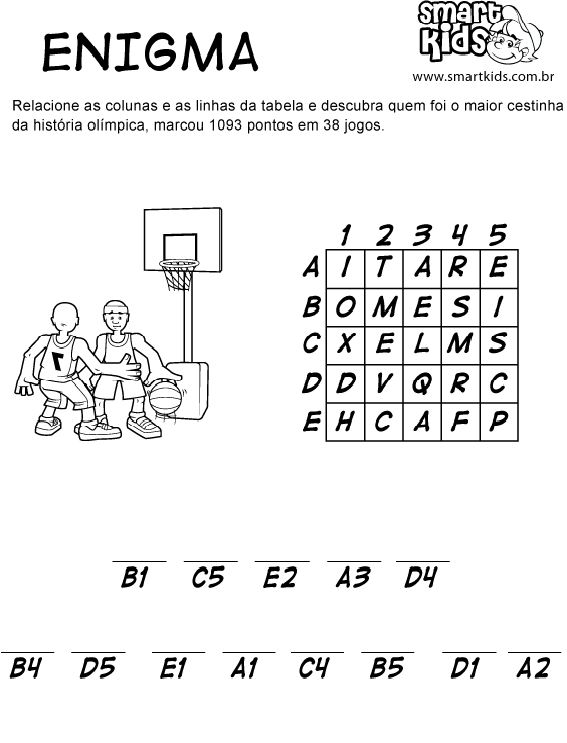 ENIGMA
smart
Kids
www.smartkids.com.br
Relacione as colunas e as linhas da tabela e descubra quem foi o maior cestinha
da história olímpica, marcou 1093 pontos em 38 jogos.
1 2 3 4 5
A I T A R E
B O M E S I
C X E L M S
D D V Q R C
E H C A F P
7
B1 C5 E2 A3 D4
B4 D5 E1 A1 C4 B5 D1 A2